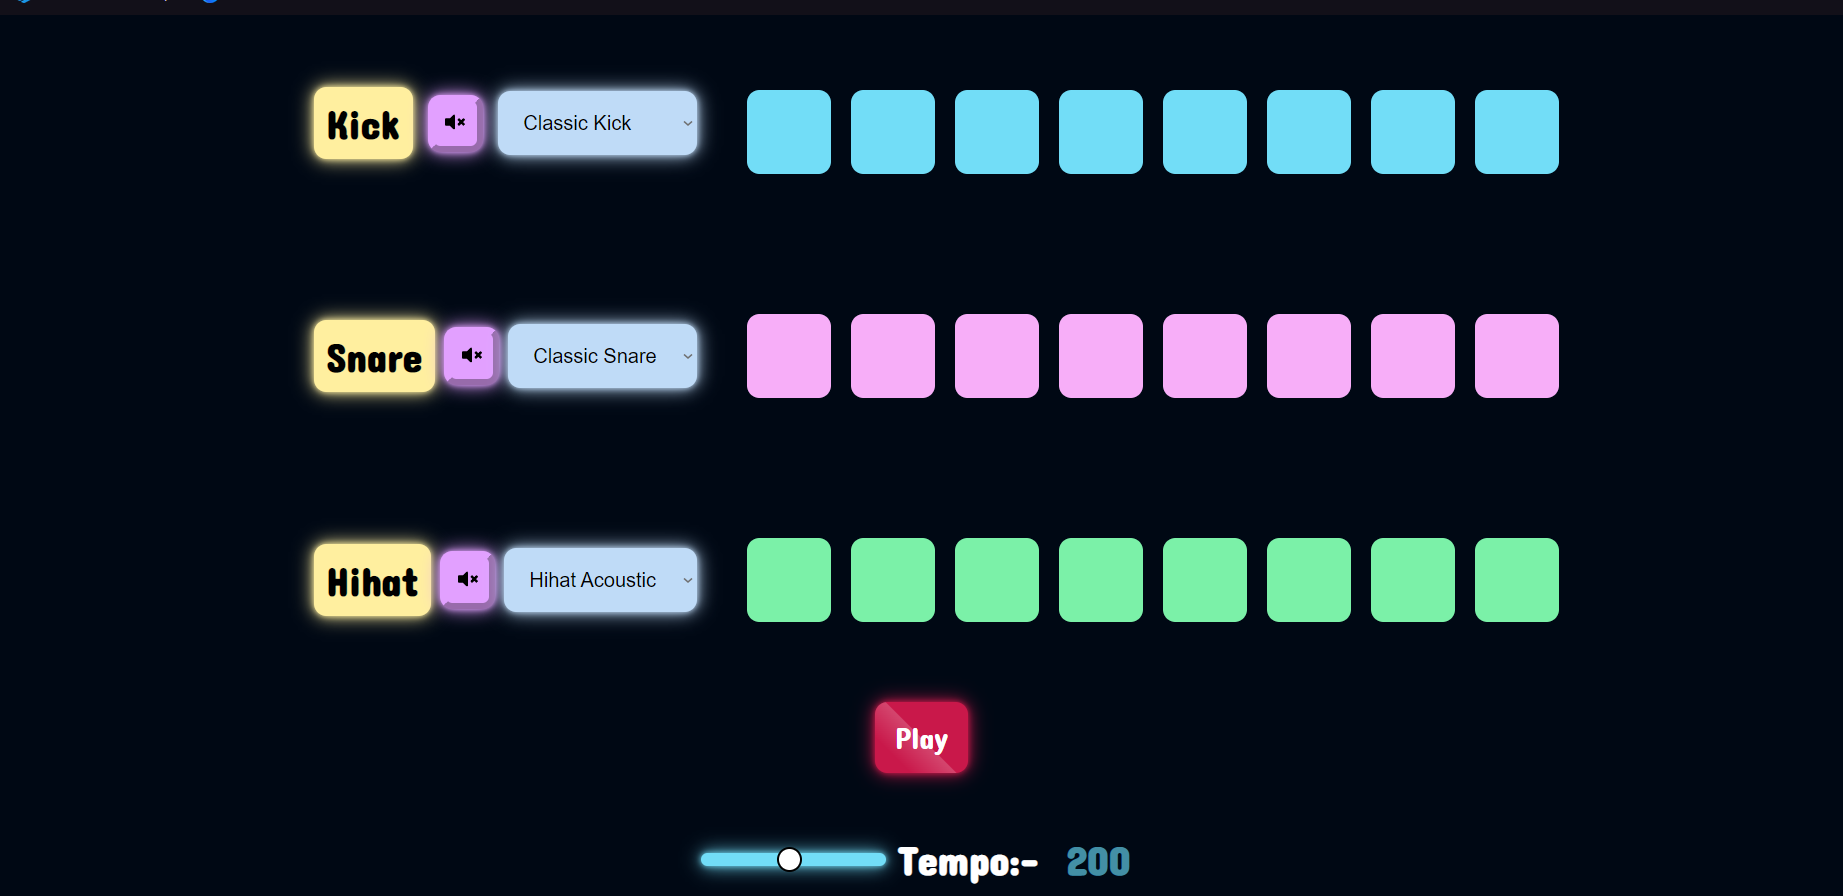 Kick
Classic Kick
Snare
Classic Snare
Hihat
Hihat Acoustic
Play
Tempo:- 200